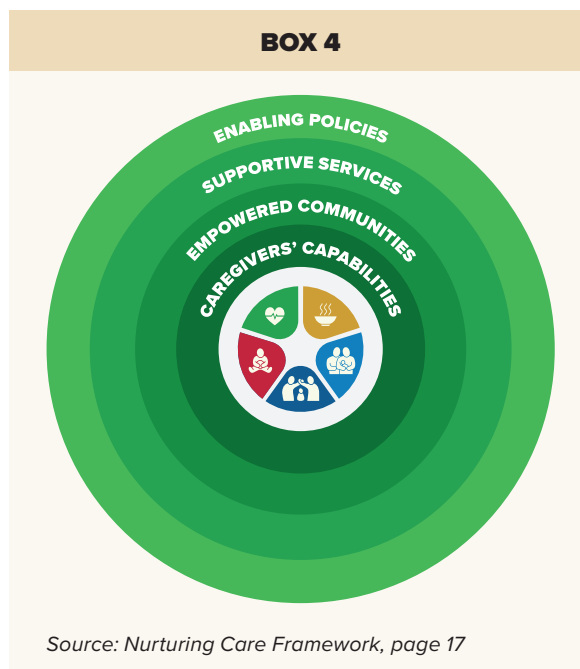 BOX 4
ENABLING POLICIES
SUPPORTIVE SERVICES
EMPOWERED COMMUNITIES
CAREGIVERS’ CAPABILITIES
Source: Nurturing Care Framework, page 17